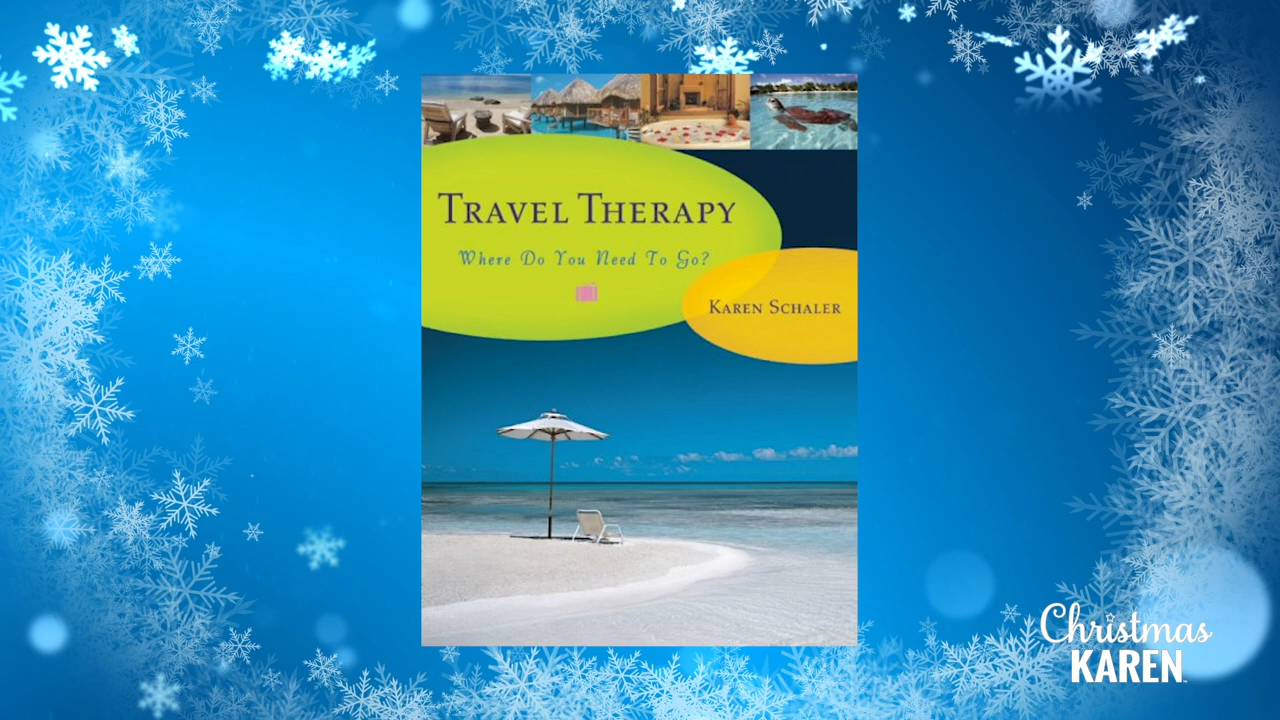 TRAVEL THERAPY
Where Do You Need To Go?
KAREN SCHALER
Christmas
KAREN